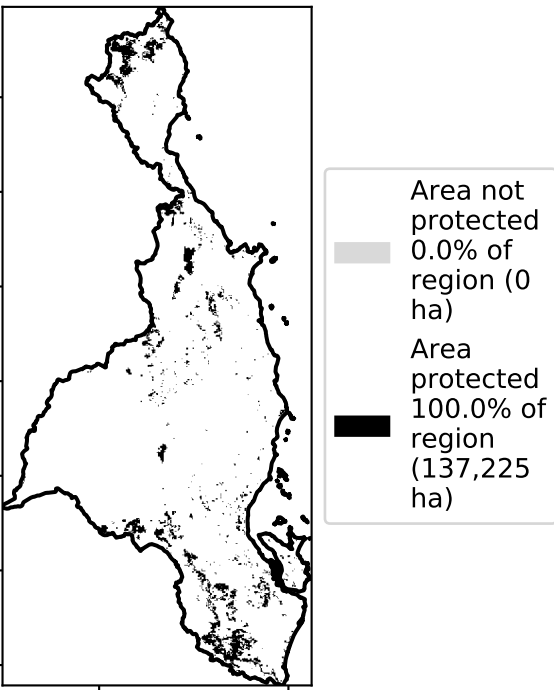 Area not
protected
0.0% of
region (0
ha)
Area
protected
100.0% of
region
(137,225
ha)